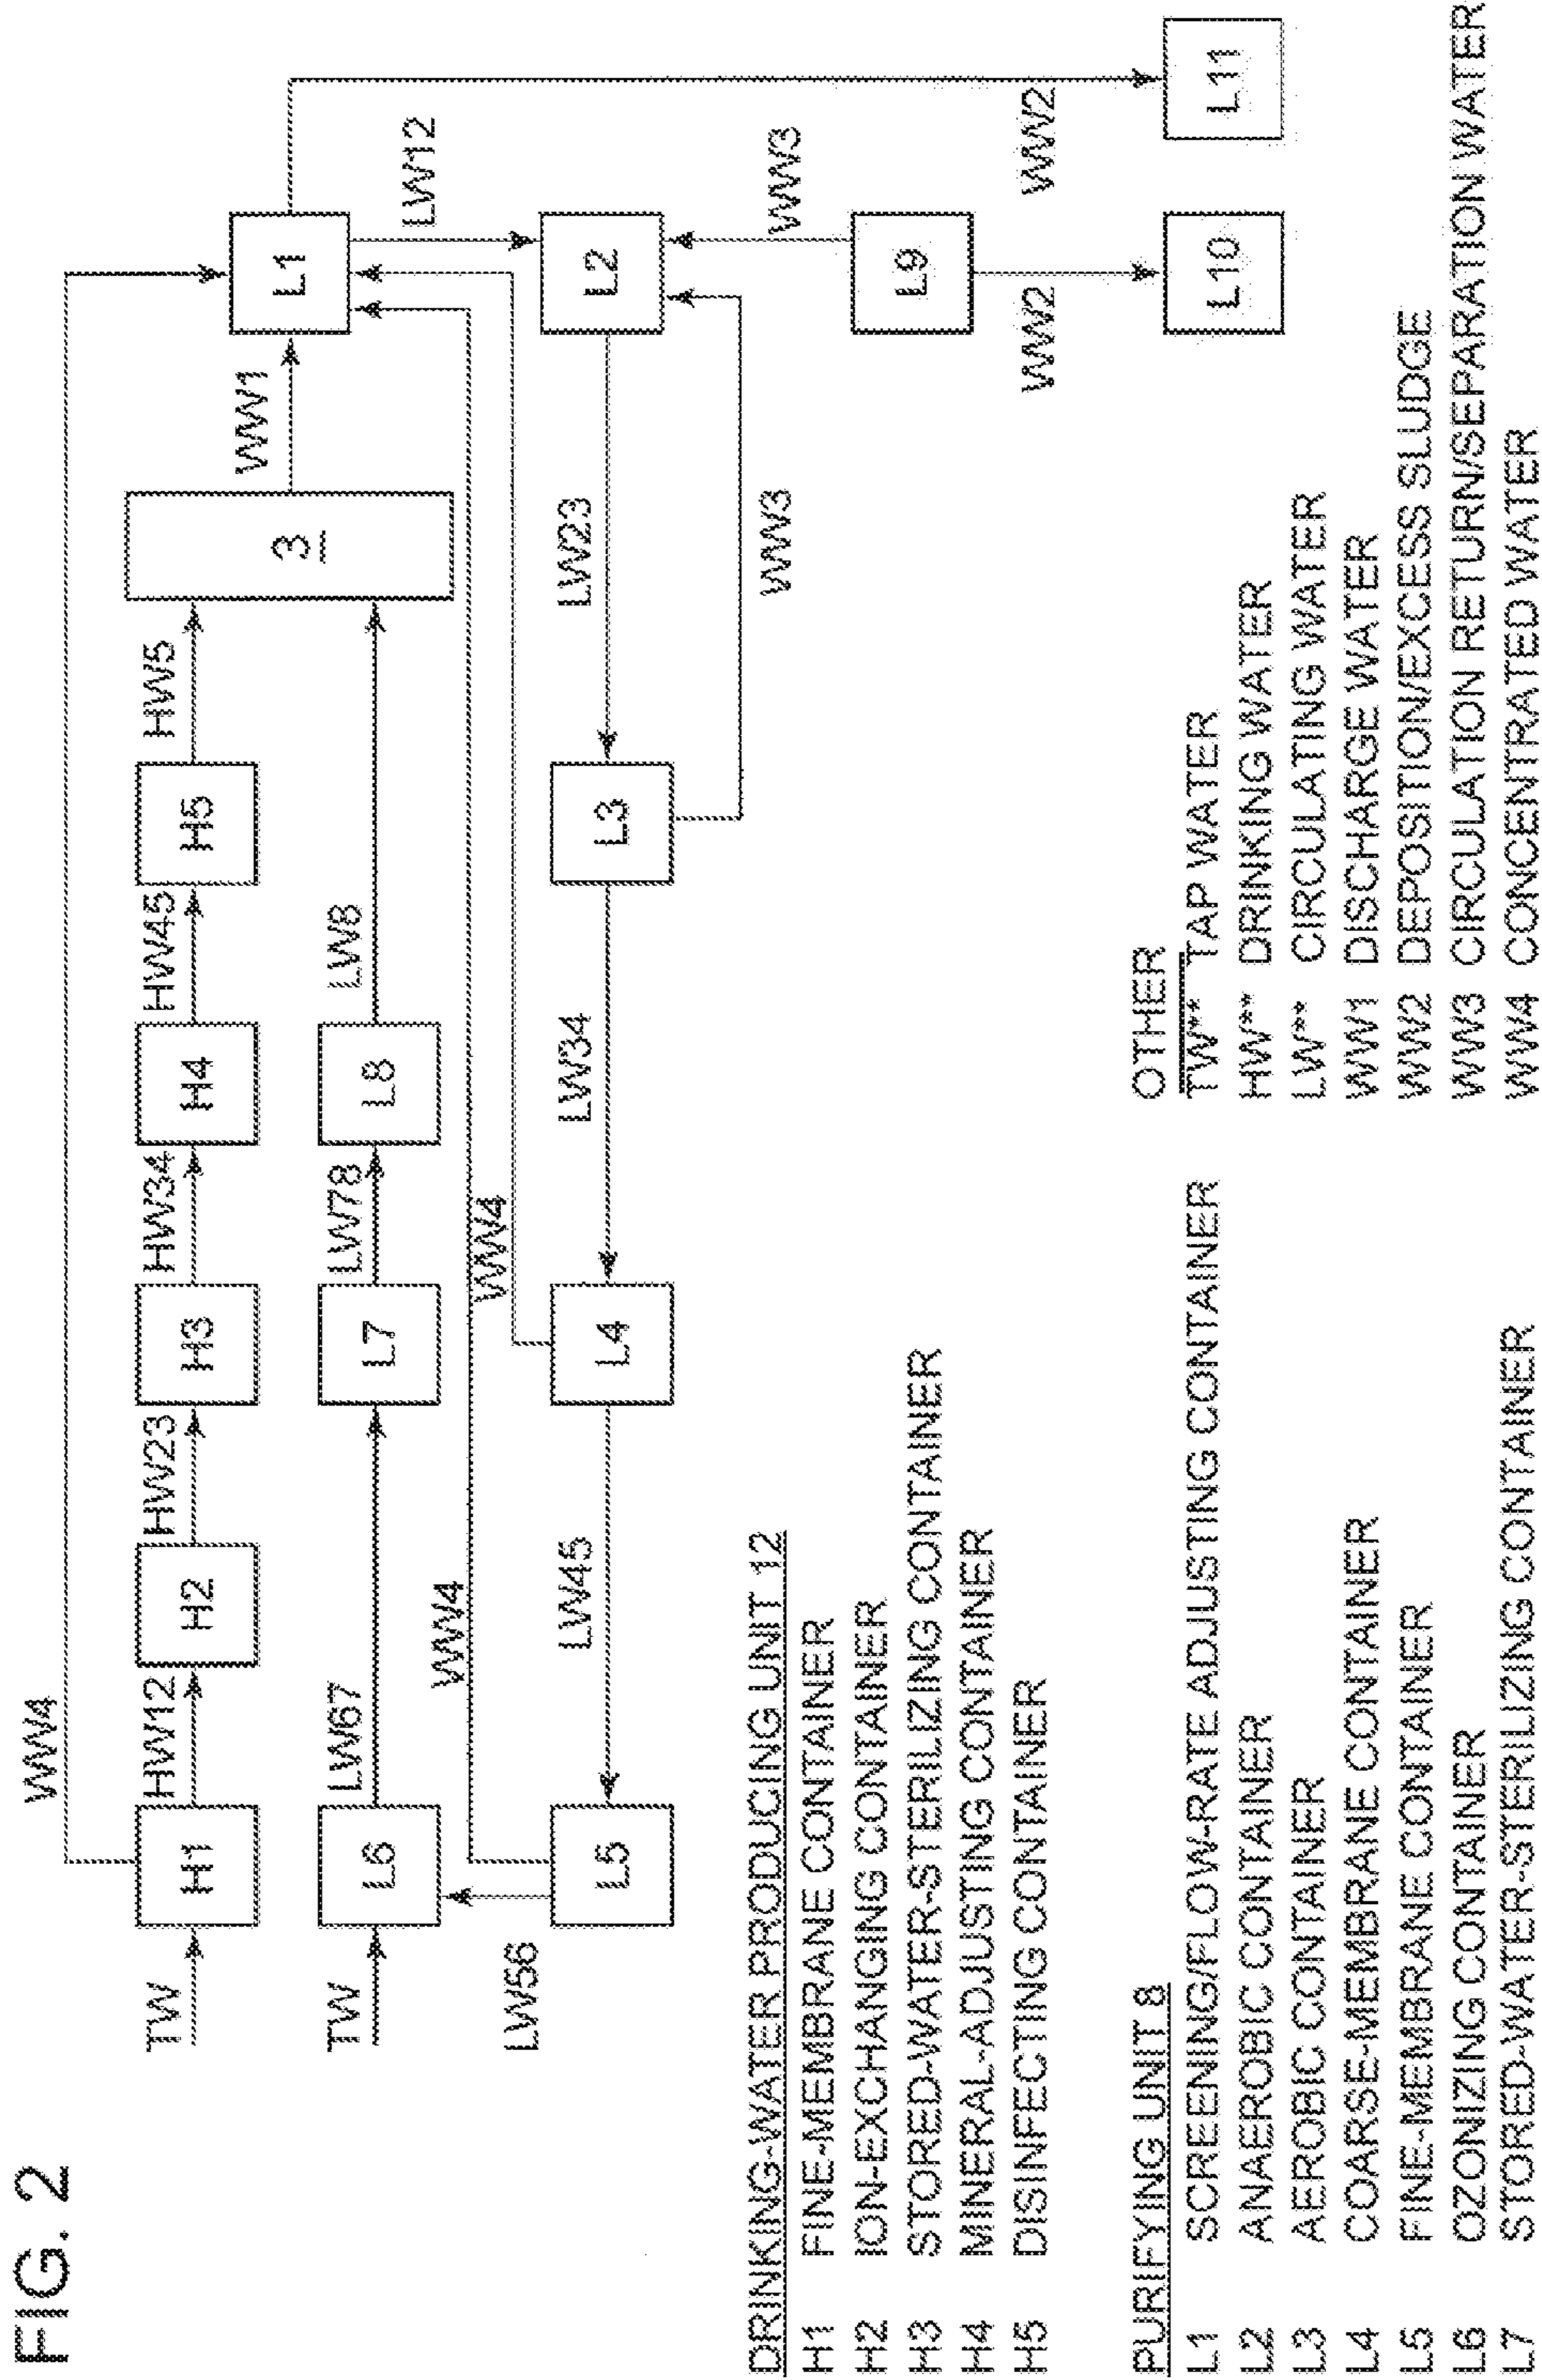 FIG. 2
WW4
TW
H1
HW12
H2
HW23
H3
HW34
H4
HW45
H5
HW5
3
WW1
L1
TW
L6
LW67
L7
LW78
L8
LW8
LW12
WW4
WW4
LW56
L5
LW45
L4
LW34
L3
LW23
L2
WW3
WW3
L9
WW2
L10
WW2
L11
DRINKING-WATER PRODUCING UNIT 12
H1 FINE-MEMBRANE CONTAINER
H2 ION-EXCHANGING CONTAINER
H3 STORED-WATER-STERILIZING CONTAINER
H4 MINERAL-ADJUSTING CONTAINER
H5 DISINFECTING CONTAINER
PURIFYING UNIT 8
L1 SCREENING/FLOW-RATE ADJUSTING CONTAINER
L2 ANAEROBIC CONTAINER
L3 AEROBIC CONTAINER
L4 COARSE-MEMBRANE CONTAINER
L5 FINE-MEMBRANE CONTAINER
L6 OZONIZING CONTAINER
L7 STORED-WATER-STERILIZING CONTAINER
OTHER
TW** TAP WATER
HW** DRINKING WATER
LW** CIRCULATING WATER
WW1 DISCHARGE WATER
WW2 DEPOSITION/EXCESS SLUDGE
WW3 CIRCULATION RETURN/SEPARATION WATER
WW4 CONCENTRATED WATER